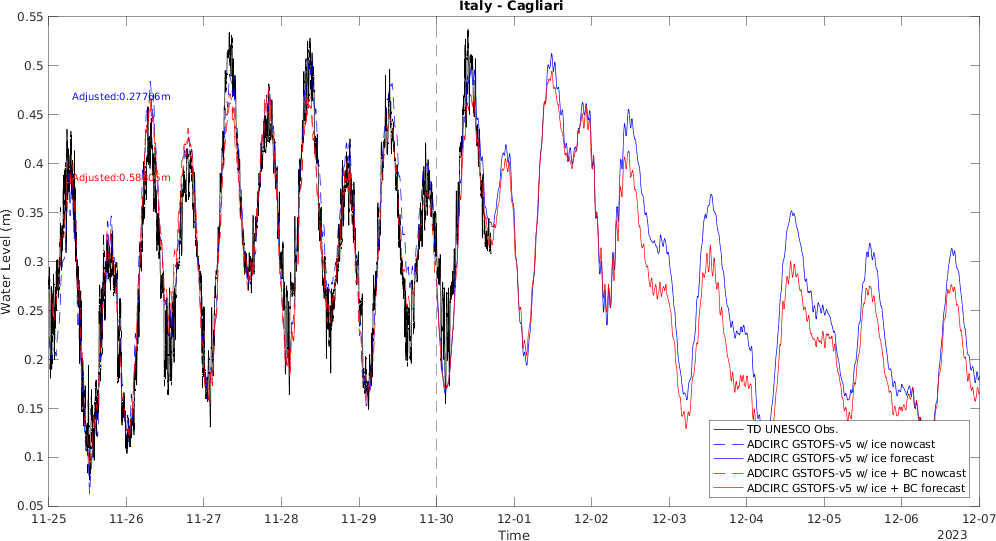 Italy - Cagliari
0.55
0.5
0.45
0.4
0.35
0.3
0.25
0.2
0.15
0.1
0.05
Water Level (m)
Adjusted:0.27766m
TD UNESCO Obs.
ADCIRC GSTOFS-v5 w/ ice nowcast
ADCIRC GSTOFS-v5 w/ ice forecast
ADCIRC GSTOFS-v5 w/ ice + BC nowcast
ADCIRC GSTOFS-v5 w/ ice + BC forecast
11-25 11-26 11-27 11-28 11-29 11-30 12-01 12-02 12-03 12-04 12-05 12-06 12-07
Time
2023